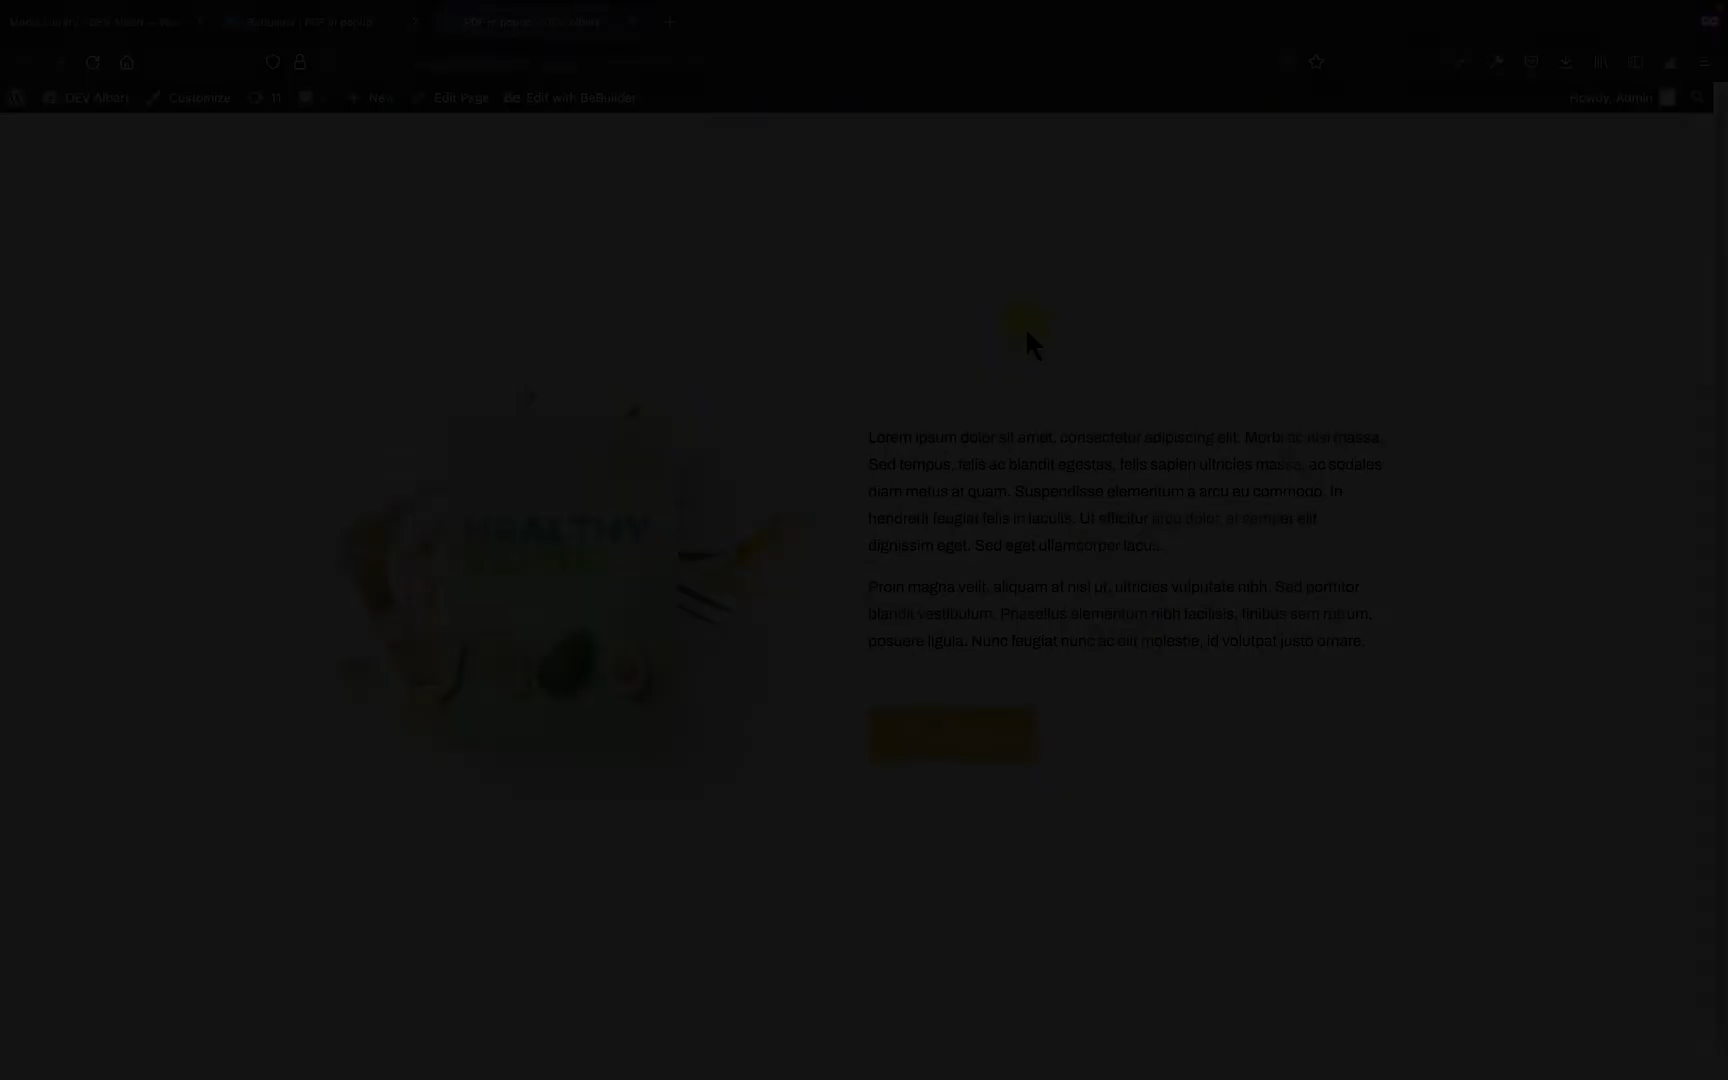 DEV Albert Customize 11 New Edit Page Edit with BeBuilder Howdy, Admin
HEALTHY
Lorem ipsum dolor sit amet, consectetur adipiscing elit. Morbi ac nisi massa.
Sed tempus, felis ac blandit egestas, felis sapien ultricies massa, ac sodales
diam metus at quam. Suspendisse elementum a arcu eu commodo. In
hendrerit feugiat felis in iaculis. Ut efficitur arcu dolor, at semper elit
dignissim eget. Sed eget ullamcorper lacus.
Proin magna velit, aliquam at nisl ut, ultricies vulputate nibh. Sed porttitor
blandit vestibulum. Phasellus elementum nibh facilisis, finibus sem rutrum,
posuere ligula. Nunc feugiat nunc ac elit molestie, id volutpat justo ornare.